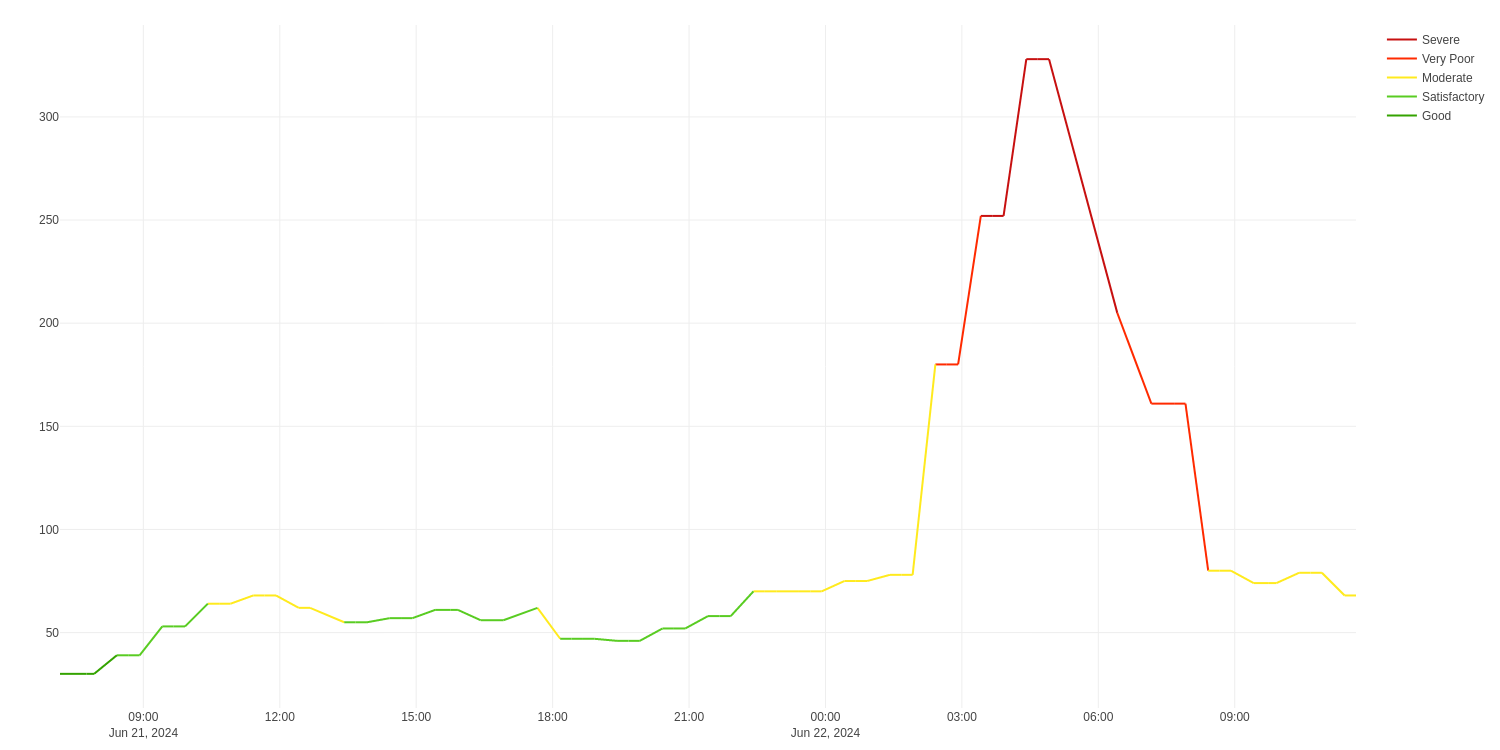 Severe
Very Poor
Moderate
Satisfactory
Good
300
250
200
150
100
50
09:00
Jun 21, 2024
12:00
15:00
18:00
21:00
00:00
Jun 22, 2024
03:00
06:00
09:00